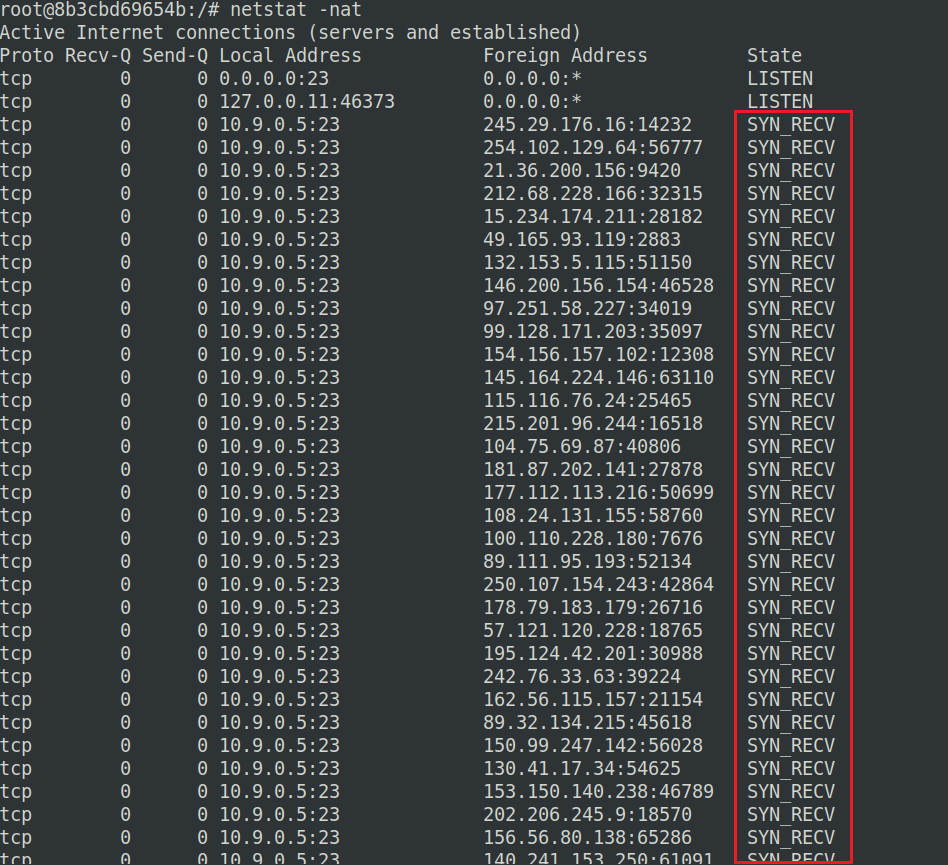 root@8b3cbd69654b:/# netstat -nat
Active Internet connections (servers and established)
Proto Recv-Q Send-Q Local Address           Foreign Address         State
tcp        0      0 0.0.0.0:23              0.0.0.0:*               LISTEN
tcp        0      0 127.0.0.11:46373        0.0.0.0:*               LISTEN
tcp        0      0 10.9.0.5:23             245.29.176.16:14232     SYN_RECV
tcp        0      0 10.9.0.5:23             254.102.129.64:56777    SYN_RECV
tcp        0      0 10.9.0.5:23             21.36.200.156:9420      SYN_RECV
tcp        0      0 10.9.0.5:23             212.68.228.166:32315    SYN_RECV
tcp        0      0 10.9.0.5:23             15.234.174.211:28182    SYN_RECV
tcp        0      0 10.9.0.5:23             49.165.93.119:2883      SYN_RECV
tcp        0      0 10.9.0.5:23             132.153.5.115:51150     SYN_RECV
tcp        0      0 10.9.0.5:23             146.200.156.154:46528   SYN_RECV
tcp        0      0 10.9.0.5:23             97.251.58.227:34019     SYN_RECV
tcp        0      0 10.9.0.5:23             99.128.171.203:35097    SYN_RECV
tcp        0      0 10.9.0.5:23             154.156.157.102:12308   SYN_RECV
tcp        0      0 10.9.0.5:23             145.164.224.146:63110   SYN_RECV
tcp        0      0 10.9.0.5:23             115.116.76.24:25465     SYN_RECV
tcp        0      0 10.9.0.5:23             215.201.96.244:16518    SYN_RECV
tcp        0      0 10.9.0.5:23             104.75.69.87:40806      SYN_RECV
tcp        0      0 10.9.0.5:23             181.87.202.141:27878    SYN_RECV
tcp        0      0 10.9.0.5:23             177.112.113.216:50699   SYN_RECV
tcp        0      0 10.9.0.5:23             108.24.131.155:58760    SYN_RECV
tcp        0      0 10.9.0.5:23             100.110.228.180:7676    SYN_RECV
tcp        0      0 10.9.0.5:23             89.111.95.193:52134     SYN_RECV
tcp        0      0 10.9.0.5:23             250.107.154.243:42864   SYN_RECV
tcp        0      0 10.9.0.5:23             178.79.183.179:26716    SYN_RECV
tcp        0      0 10.9.0.5:23             57.121.120.228:18765    SYN_RECV
tcp        0      0 10.9.0.5:23             195.124.42.201:30988    SYN_RECV
tcp        0      0 10.9.0.5:23             242.76.33.63:39224      SYN_RECV
tcp        0      0 10.9.0.5:23             162.56.115.157:21154    SYN_RECV
tcp        0      0 10.9.0.5:23             89.32.134.215:45618     SYN_RECV
tcp        0      0 10.9.0.5:23             150.99.247.142:56028    SYN_RECV
tcp        0      0 10.9.0.5:23             130.41.17.34:54625      SYN_RECV
tcp        0      0 10.9.0.5:23             153.150.140.238:46789   SYN_RECV
tcp        0      0 10.9.0.5:23             202.206.245.9:18570     SYN_RECV
tcp        0      0 10.9.0.5:23             156.56.80.138:65286     SYN_RECV
tcp        0      0 10.9.0.5:23             140.241.153.250:61091   SYN_RECV